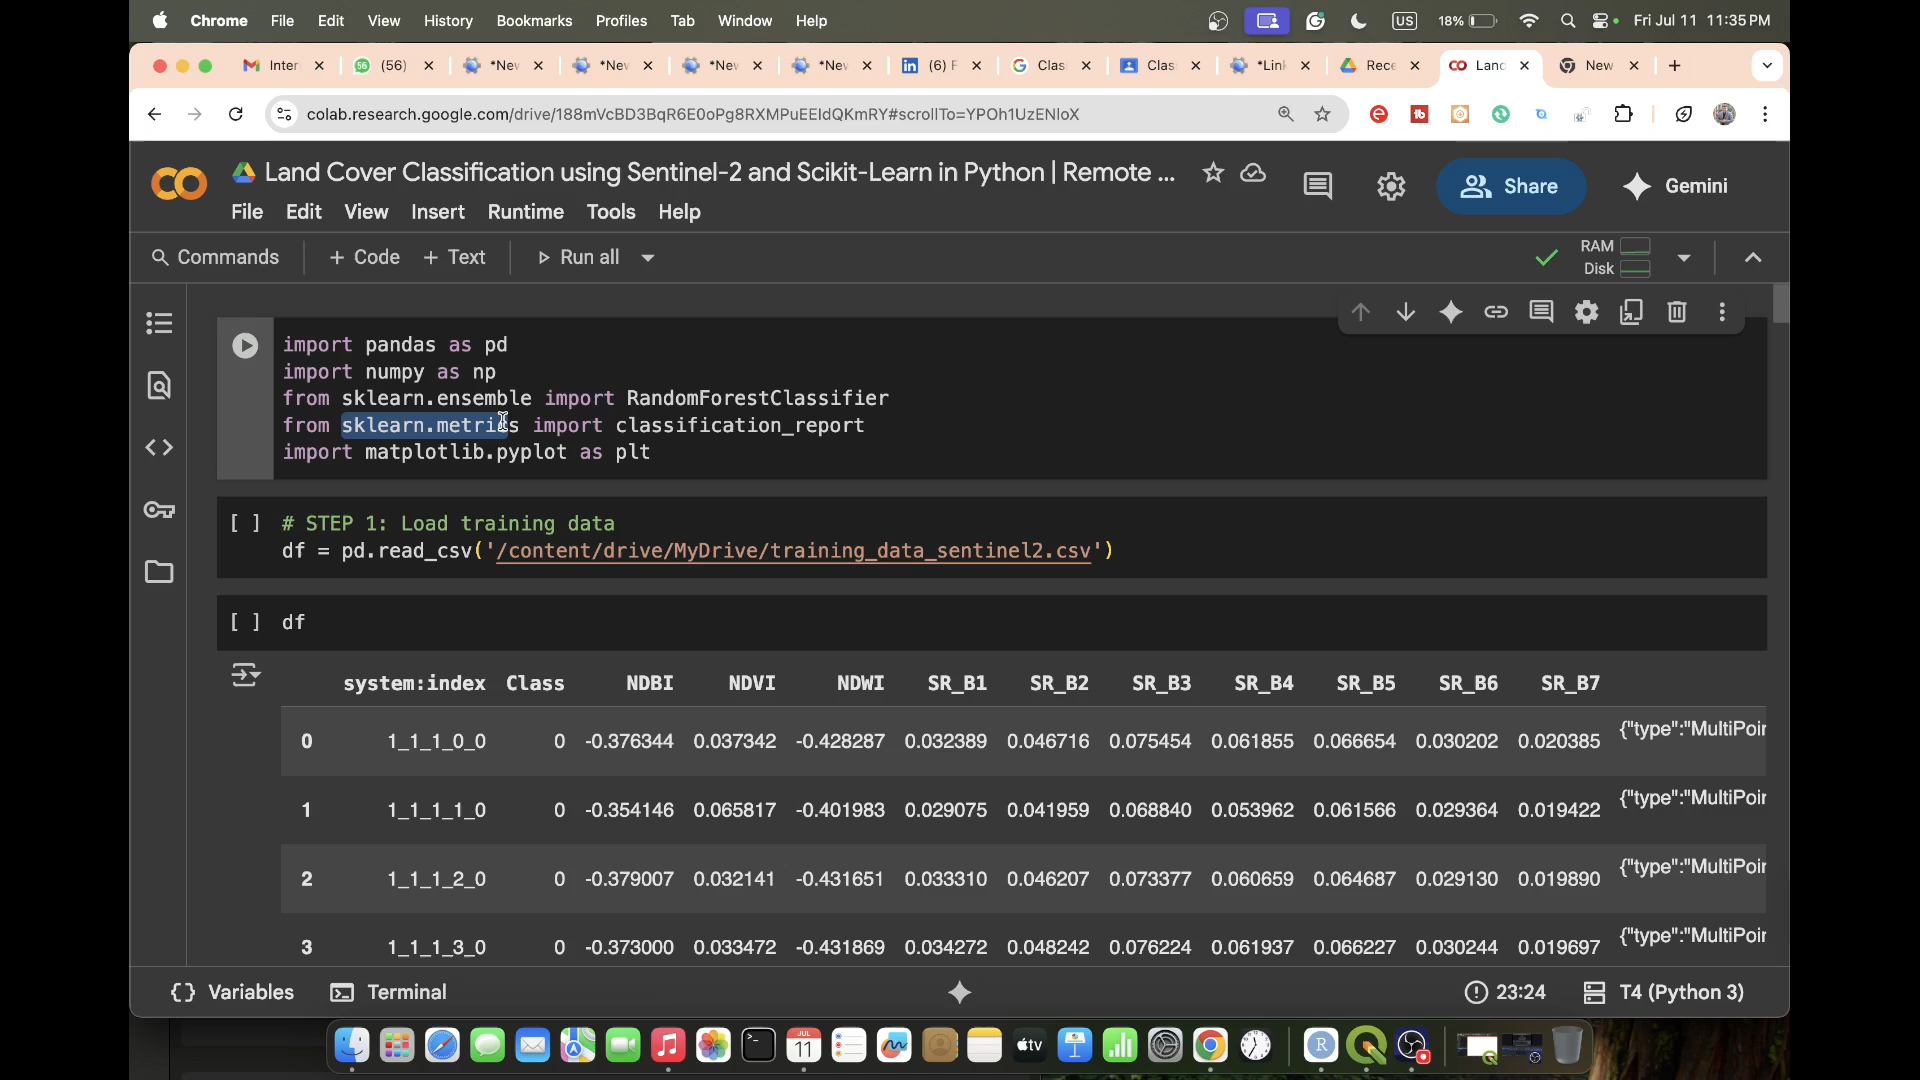 Chrome File Edit View History Bookmarks Profiles Tab Window Help US 18% Fri Jul 11 11:35 PM
Inter (56) *Nev *Nev *Nev *Nev (6) F Clas Clas *Lin Rece Land New
colab.research.google.com/drive/188mVcBD3BqR6E0oPg8RXMPuEEIdQKmRY#scrollTo=YPOh1UzENIoX
Land Cover Classification using Sentinel-2 and Scikit-Learn in Python | Remote ...
Share
Gemini
File Edit View Insert Runtime Tools Help
Commands + Code + Text Run all
RAM
Disk
import pandas as pd
import numpy as np
from sklearn.ensemble import RandomForestClassifier
from sklearn.metrics import classification_report
import matplotlib.pyplot as plt
[ ] # STEP 1: Load training data
df = pd.read_csv('/content/drive/MyDrive/training_data_sentinel2.csv')
[ ] df
system:index Class NDBI NDVI NDWI SR_B1 SR_B2 SR_B3 SR_B4 SR_B5 SR_B6 SR_B7
0 1_1_1_0_0 0 -0.376344 0.037342 -0.428287 0.032389 0.046716 0.075454 0.061855 0.066654 0.030202 0.020385 {"type":"MultiPoir
1 1_1_1_1_0 0 -0.354146 0.065817 -0.401983 0.029075 0.041959 0.068840 0.053962 0.061566 0.029364 0.019422 {"type":"MultiPoir
2 1_1_1_2_0 0 -0.379007 0.032141 -0.431651 0.033310 0.046207 0.073377 0.060659 0.064687 0.029130 0.019890 {"type":"MultiPoir
3 1_1_1_3_0 0 -0.373000 0.033472 -0.431869 0.034272 0.048242 0.076224 0.061937 0.066227 0.030244 0.019697 {"type":"MultiPoir
{} Variables Terminal 23:24 T4 (Python 3)
JUL
11
tv
R